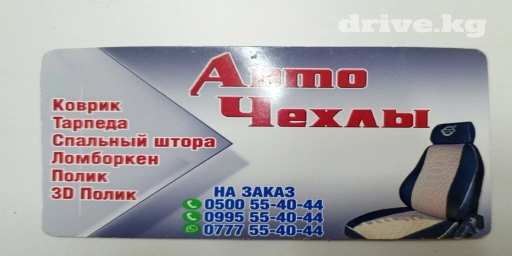 drive.kg
Авто
Чехлы
Коврик
Тарпеда
Спальный штора
Ломборкен
Полик
3D Полик
НА ЗАКАЗ
0500 55-40-44
0995 55-40-44
0777 55-40-44